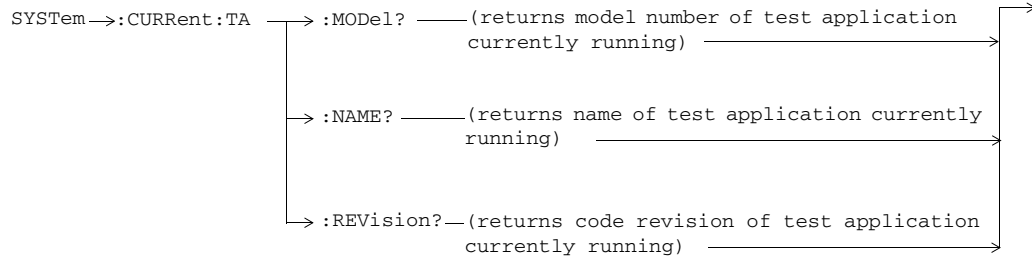 SYSTem :CURRent:TA :MODel? (returns model number of test application
currently running)
:NAME? (returns name of test application currently
running)
:REVision? (returns code revision of test application
currently running)